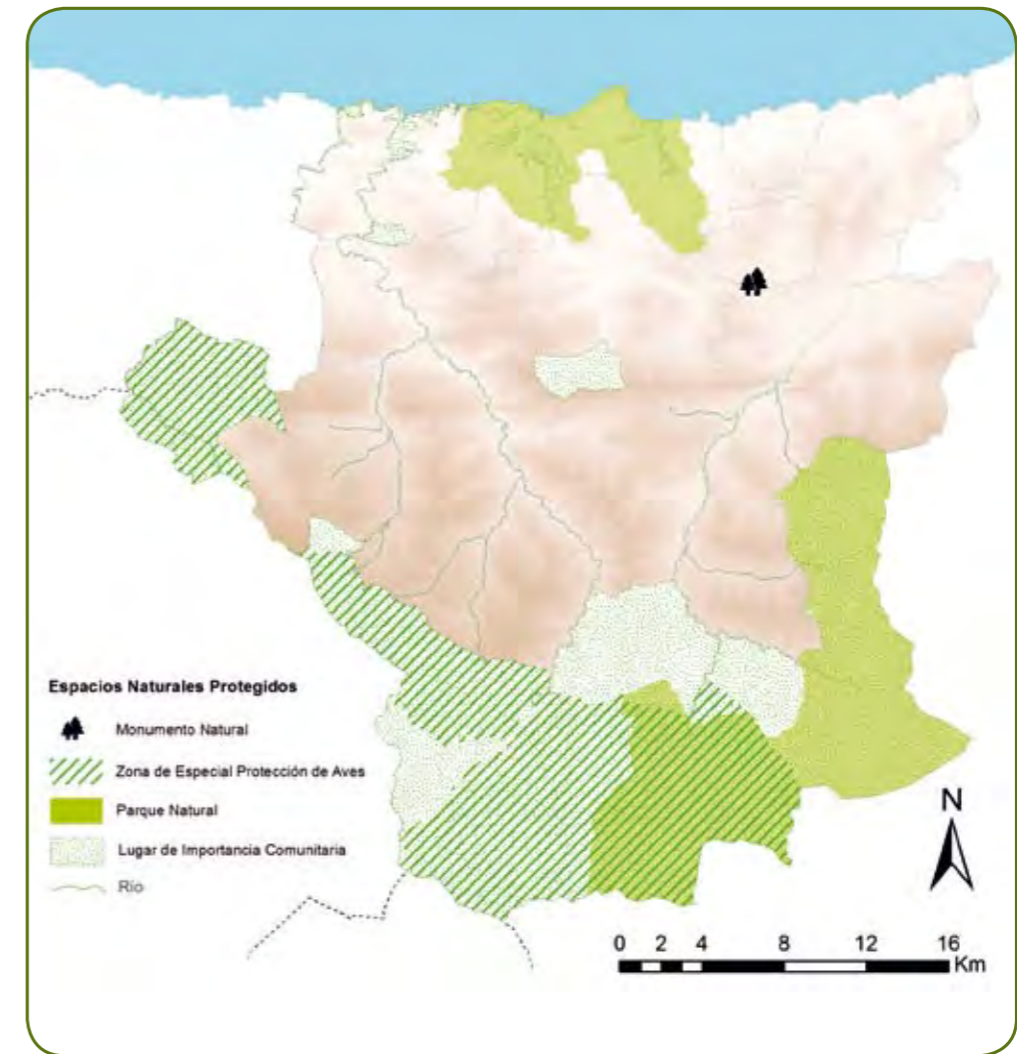 Espacios Naturales Protegidos
Monumento Natural
Zona de Especial Protección de Aves
Parque Natural
Lugar de Importancia Comunitaria
Río
N
0 2 4 8 12 16
Km